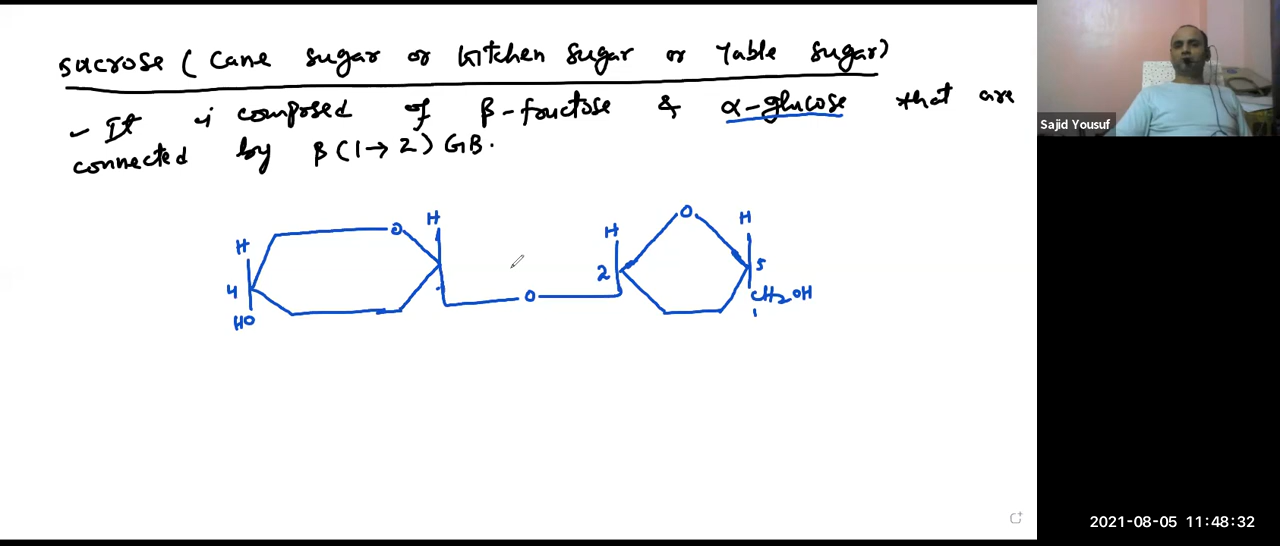 sucrose ( Cane sugar or kitchen sugar or Table sugar)
- It is composed of β-fructose & α-glucose that are
connected by β(1→2) GB.
H O H H O H
4 2 5
HO O CH2OH
Sajid Yousuf
2021-08-05 11:48:32